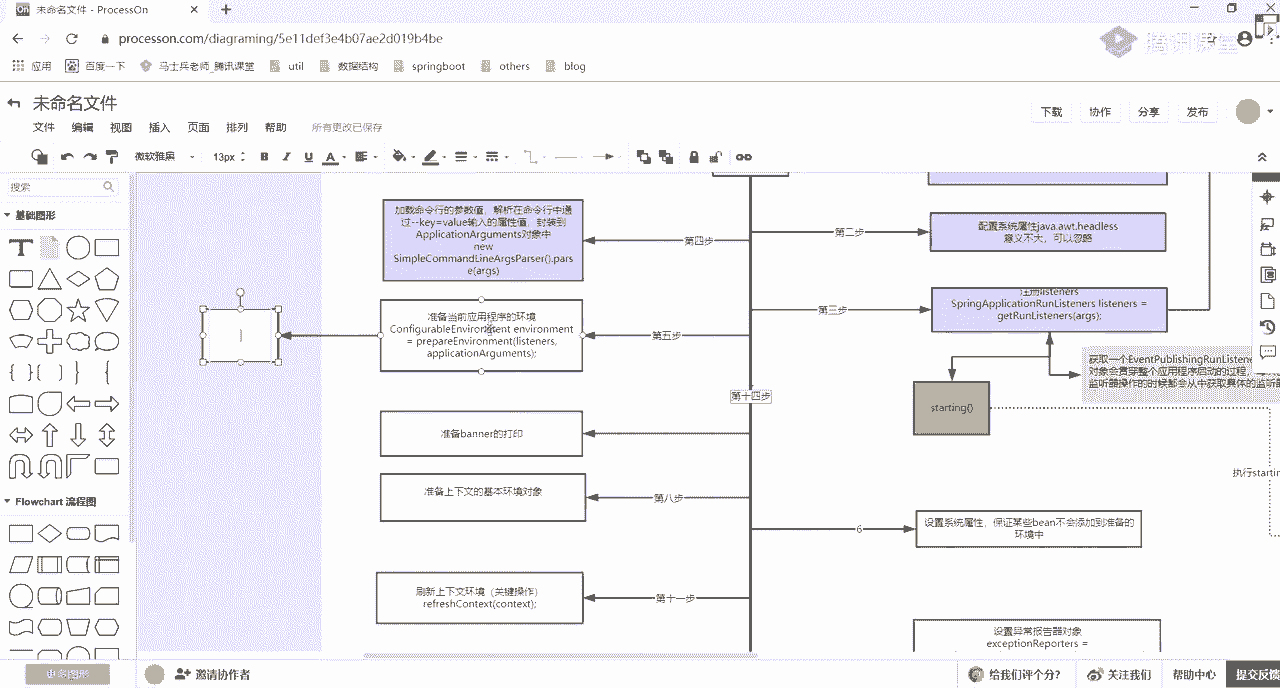 未命名文件 - ProcessOn
processon.com/diagraming/5e11def3e4b07ae2d019b4be
腾讯课堂
应用 百度一下 马士兵老师_腾讯课堂 util 数据结构 springboot others blog
未命名文件
文件 编辑 视图 插入 页面 排列 帮助 所有更改已保存
下载 协作 分享 发布
微软雅黑 13px B I U A
搜索
基础图形
Flowchart 流程图
更多图形
加载命令行的参数值，解析在命令行中通
过--key=value输入的属性值，封装到
ApplicationArguments对象中
new
SimpleCommandLineArgsParser().pars
e(args)
第四步
第二步
配置系统属性java.awt.headless
意义不大，可以忽略
准备当前应用程序的环境
ConfigurableEnvironment environment
= prepareEnvironment(listeners,
applicationArguments);
第五步
第三步
注册listeners
SpringApplicationRunListeners listeners =
getRunListeners(args);
获取一个EventPublishingRunListene
对象会贯穿整个应用程序启动的过程，
监听器操作的时候都会从中获取具体的监听器
第十四步
starting()
准备banner的打印
执行startin
准备上下文的基本环境对象
第八步
6
设置系统属性，保证某些bean不会添加到准备的
环境中
刷新上下文环境（关键操作）
refreshContext(context);
第十一步
设置异常报告器对象
exceptionReporters =
邀请协作者
给我们评个分？ 关注我们 帮助中心 提交反馈